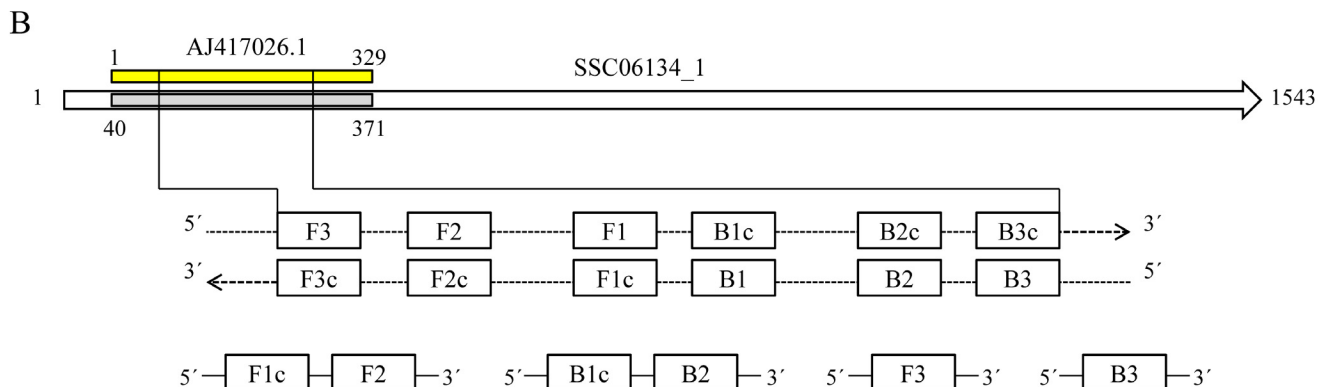 B
1 AJ417026.1 329
SSC06134_1
1 1543
40 371
5´ F3 F2 F1 B1c B2c B3c 3´
3´ F3c F2c F1c B1 B2 B3 5´
5´ F1c F2 3´ 5´ B1c B2 3´ 5´ F3 3´ 5´ B3 3´